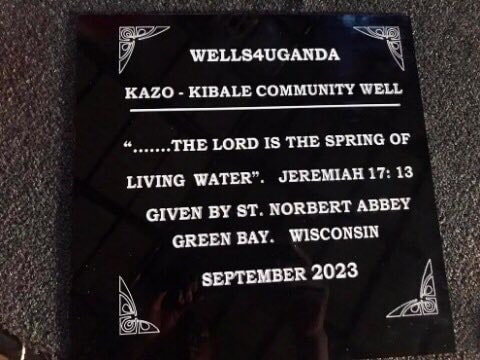 WELLS4UGANDA
KAZO - KIBALE COMMUNITY WELL
“.......THE LORD IS THE SPRING OF
LIVING WATER”. JEREMIAH 17: 13
GIVEN BY ST. NORBERT ABBEY
GREEN BAY. WISCONSIN
SEPTEMBER 2023